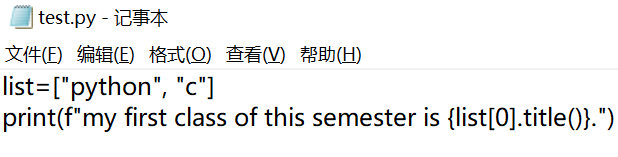 test.py - 记事本
文件(F) 编辑(E) 格式(O) 查看(V) 帮助(H)
list=["python", "c"]
print(f"my first class of this semester is {list[0].title()}.")